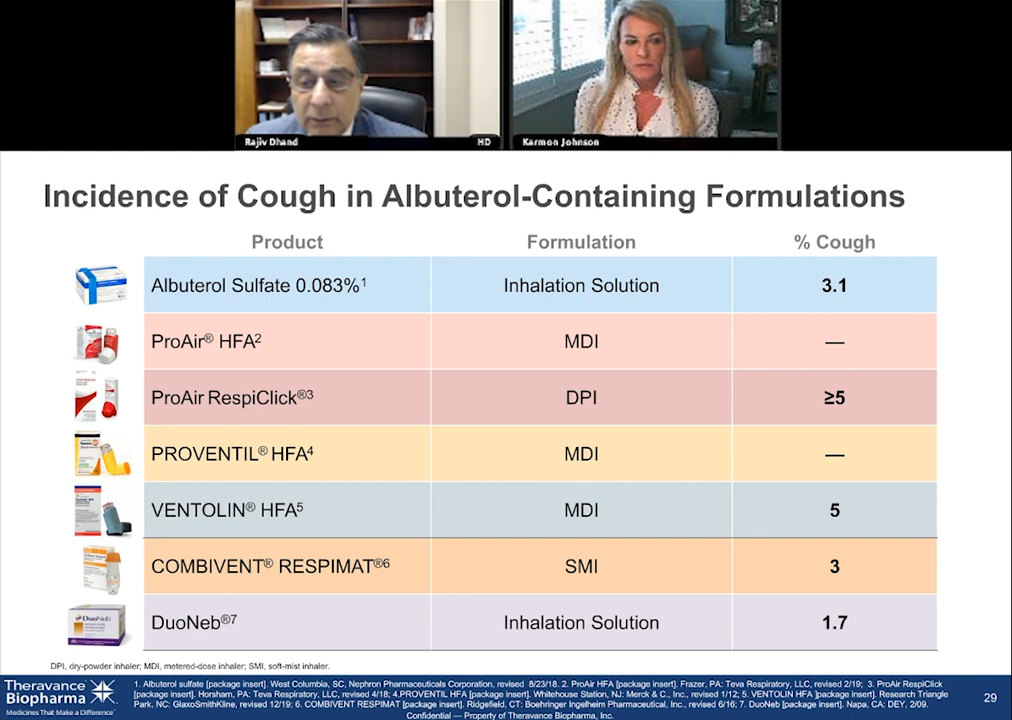 Rajiv Dhand HD Karmon Johnson
Incidence of Cough in Albuterol-Containing Formulations
Product Formulation % Cough
Albuterol Sulfate 0.083%1 Inhalation Solution 3.1
ProAir® HFA2 MDI —
ProAir RespiClick®3 DPI ≥5
PROVENTIL® HFA4 MDI —
VENTOLIN® HFA5 MDI 5
COMBIVENT® RESPIMAT®6 SMI 3
DuoNeb
DuoNeb®7 Inhalation Solution 1.7
DPI, dry-powder inhaler; MDI, metered-dose inhaler; SMI, soft-mist inhaler.
Theravance
Biopharma
Medicines That Make a Difference®
1. Albuterol sulfate [package insert]. West Columbia, SC, Nephron Pharmaceuticals Corporation, revised 8/23/18. 2. ProAir HFA [package insert]. Frazer, PA: Teva Respiratory, LLC, revised 2/19; 3. ProAir RespiClick
[package insert]. Horsham, PA: Teva Respiratory, LLC, revised 4/18; 4.PROVENTIL HFA [package insert]. Whitehouse Station, NJ: Merck & C., Inc., revised 1/12; 5. VENTOLIN HFA ]package insert]. Research Triangle
Park, NC: GlaxoSmithKline, revised 12/19; 6. COMBIVENT RESPIMAT [package insert]. Ridgefield, CT: Boehringer Ingelheim Pharmaceutical, Inc., revised 6/16; 7. DuoNeb [package insert]. Napa, CA: DEY, 2/09.
Confidential — Property of Theravance Biopharma, Inc.
29